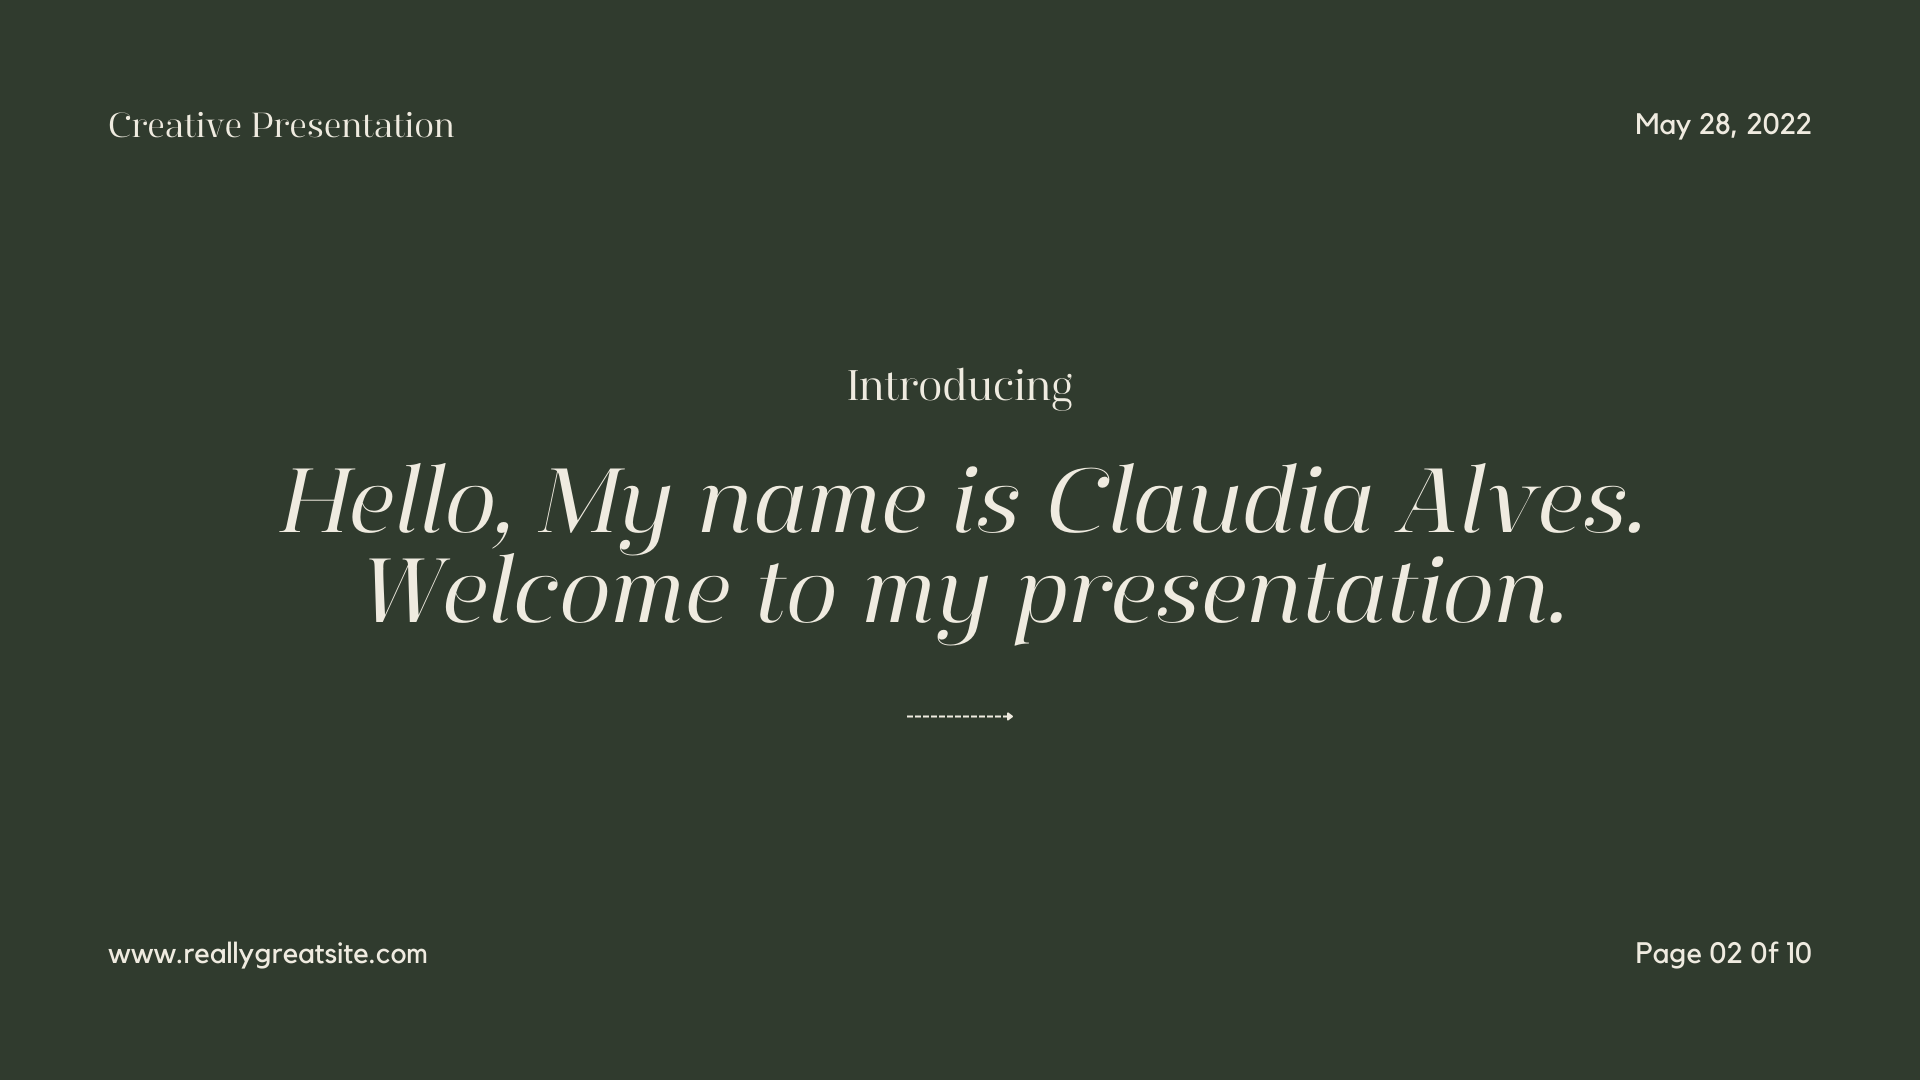 Creative Presentation
May 28, 2022
Introducing
Hello, My name is Claudia Alves.
Welcome to my presentation.
www.reallygreatsite.com
Page 02 0f 10